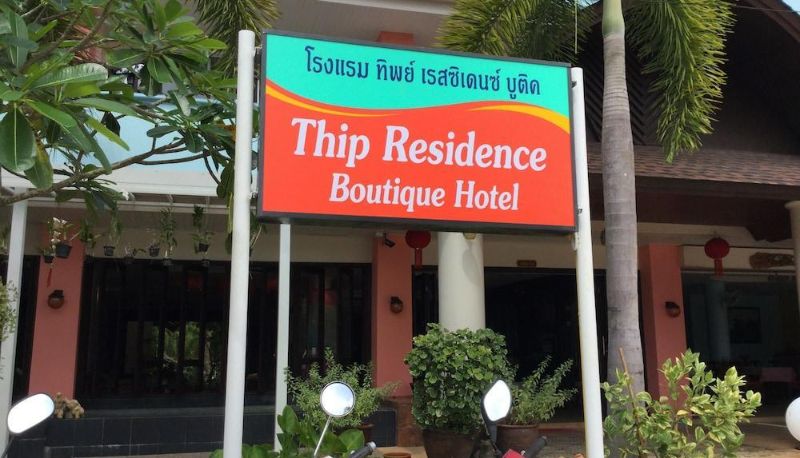 โรงแรม ทิพย์ เรสซิเดนซ์ บูติค
Thip Residence
Boutique Hotel